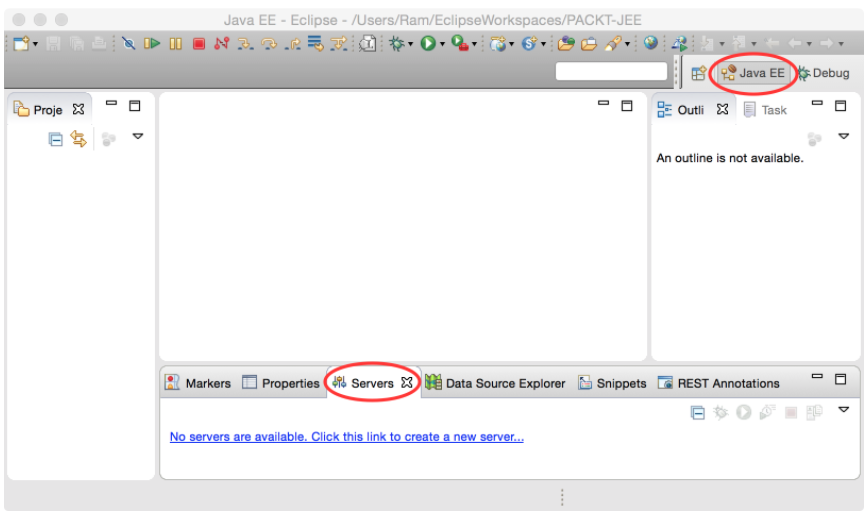 Java EE - Eclipse - /Users/Ram/EclipseWorkspaces/PACKT-JEE
Java EE Debug
Proje Outli Task
An outline is not available.
Markers Properties Servers Data Source Explorer Snippets REST Annotations
No servers are available. Click this link to create a new server...